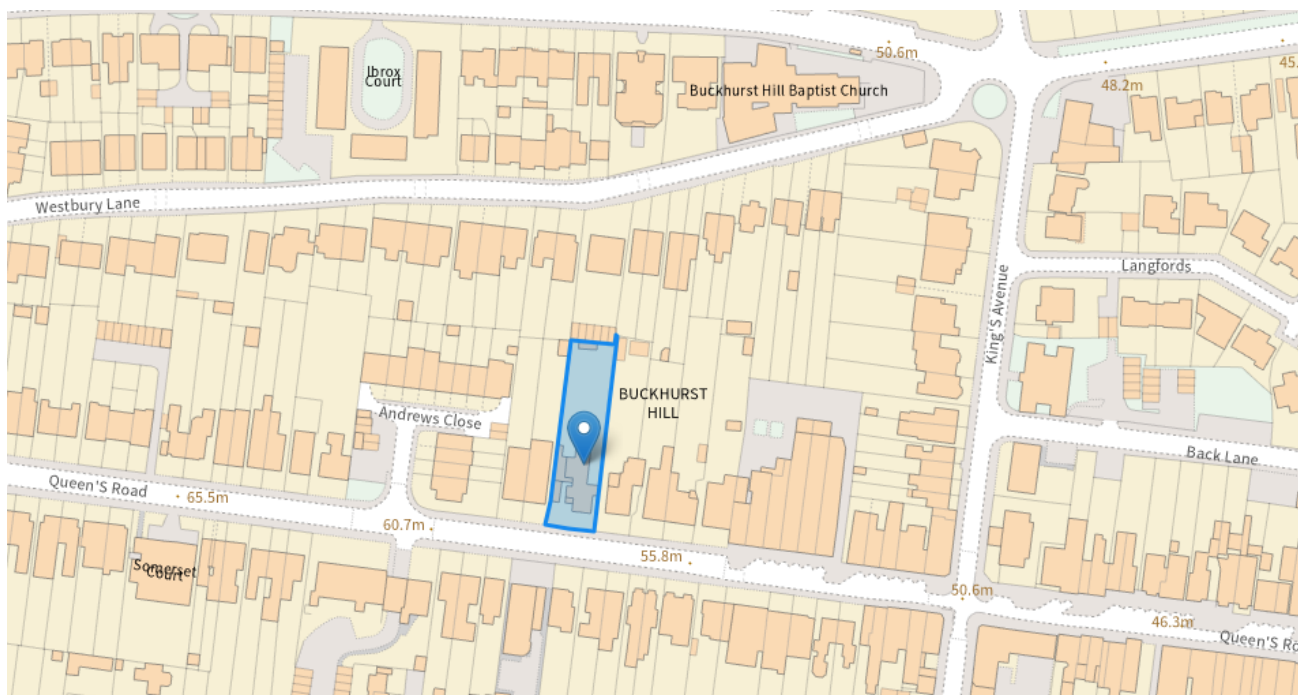 50.6m
Ibrox
Court
Buckhurst Hill Baptist Church
48.2m
45.
Westbury Lane
Langfords
King'S Avenue
BUCKHURST
HILL
Andrews Close
Back Lane
Queen'S Road
65.5m
60.7m
55.8m
Somerset
Court
50.6m
46.3m
Queen'S Ro